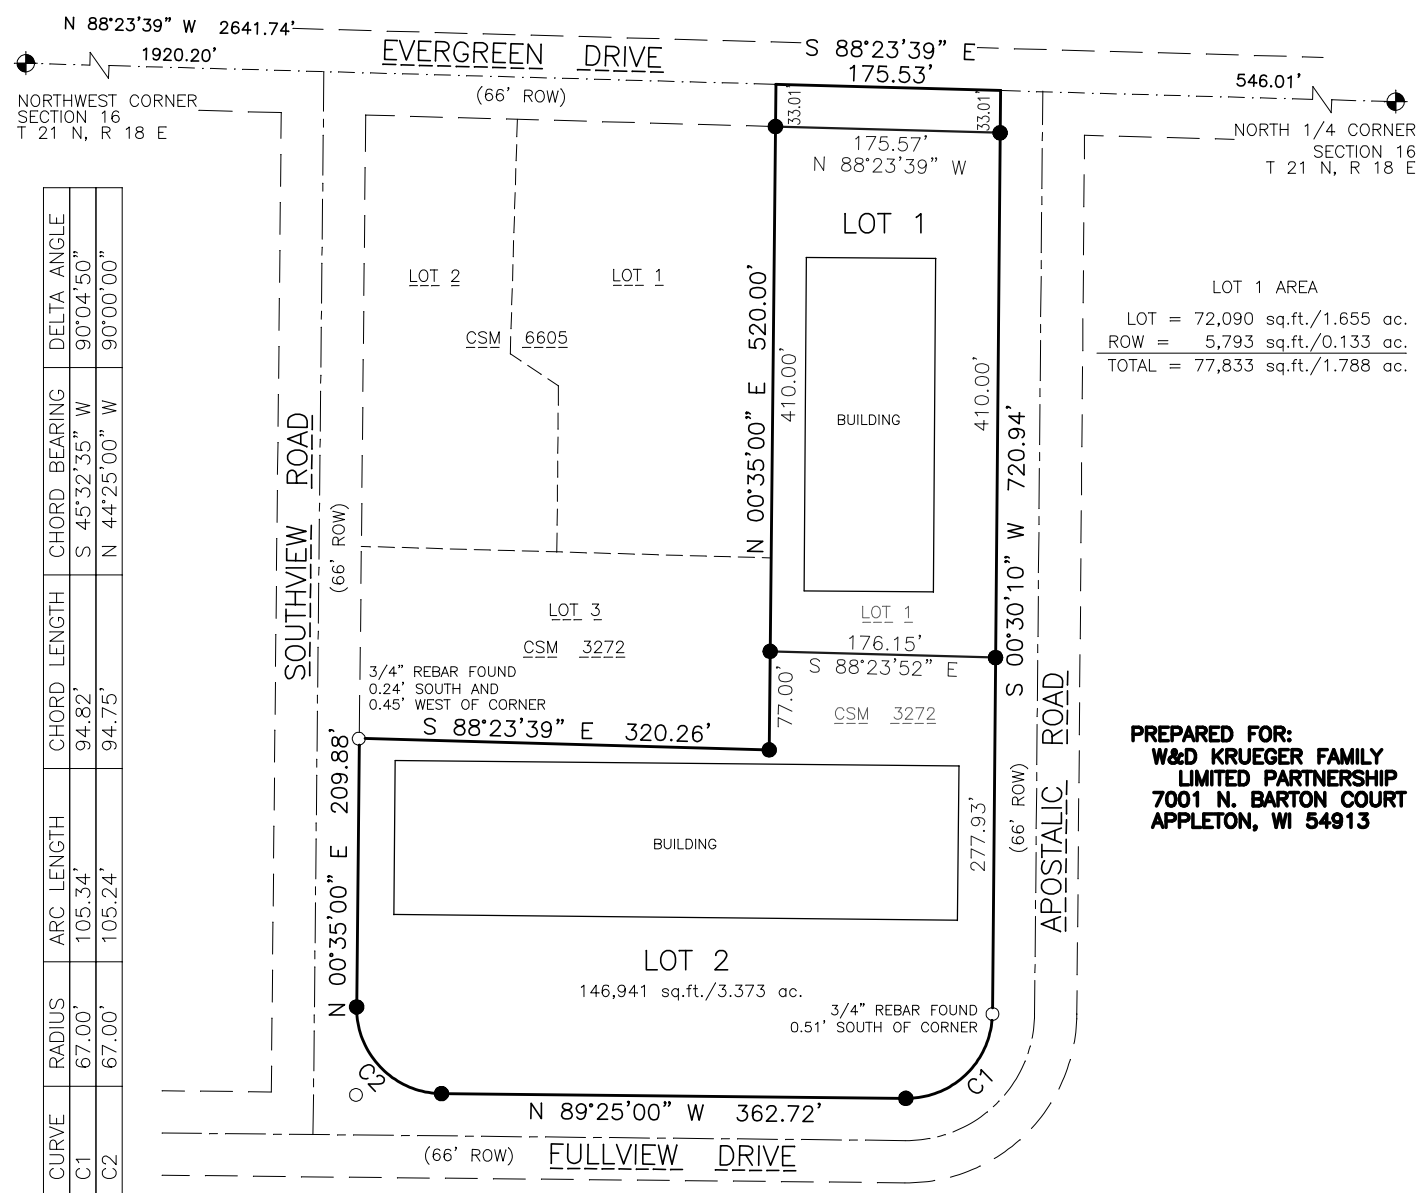 N 88°23'39" W 2641.74'
1920.20'
EVERGREEN DRIVE
(66' ROW)
S 88°23'39" E
175.53'
546.01'
NORTHWEST CORNER
SECTION 16
T 21 N, R 18 E
NORTH 1/4 CORNER
SECTION 16
T 21 N, R 18 E
33.01'
33.01'
175.57'
N 88°23'39" W
LOT 1
LOT 2
LOT 1
CSM 6605
N 00°35'00" E 520.00'
410.00'
BUILDING
410.00'
S 00°30'10" W 720.94'
LOT 1 AREA
LOT = 72,090 sq.ft./1.655 ac.
ROW = 5,793 sq.ft./0.133 ac.
TOTAL = 77,833 sq.ft./1.788 ac.
CURVE RADIUS ARC LENGTH CHORD LENGTH CHORD BEARING DELTA ANGLE
C1 67.00' 105.34' 94.82' S 45°32'35" W 90°04'50"
C2 67.00' 105.24' 94.75' N 44°25'00" W 90°00'00"
SOUTHVIEW ROAD
(66' ROW)
LOT 3
CSM 3272
LOT 1
176.15'
S 88°23'52" E
3/4" REBAR FOUND
0.24' SOUTH AND
0.45' WEST OF CORNER
77.00'
CSM 3272
S 88°23'39" E 320.26'
N 00°35'00" E 209.88'
BUILDING
277.93'
(66' ROW)
APOSTALIC ROAD
PREPARED FOR:
W&D KRUEGER FAMILY
LIMITED PARTNERSHIP
7001 N. BARTON COURT
APPLETON, WI 54913
LOT 2
146,941 sq.ft./3.373 ac.
3/4" REBAR FOUND
0.51' SOUTH OF CORNER
C2
C1
N 89°25'00" W 362.72'
(66' ROW)
FULLVIEW DRIVE